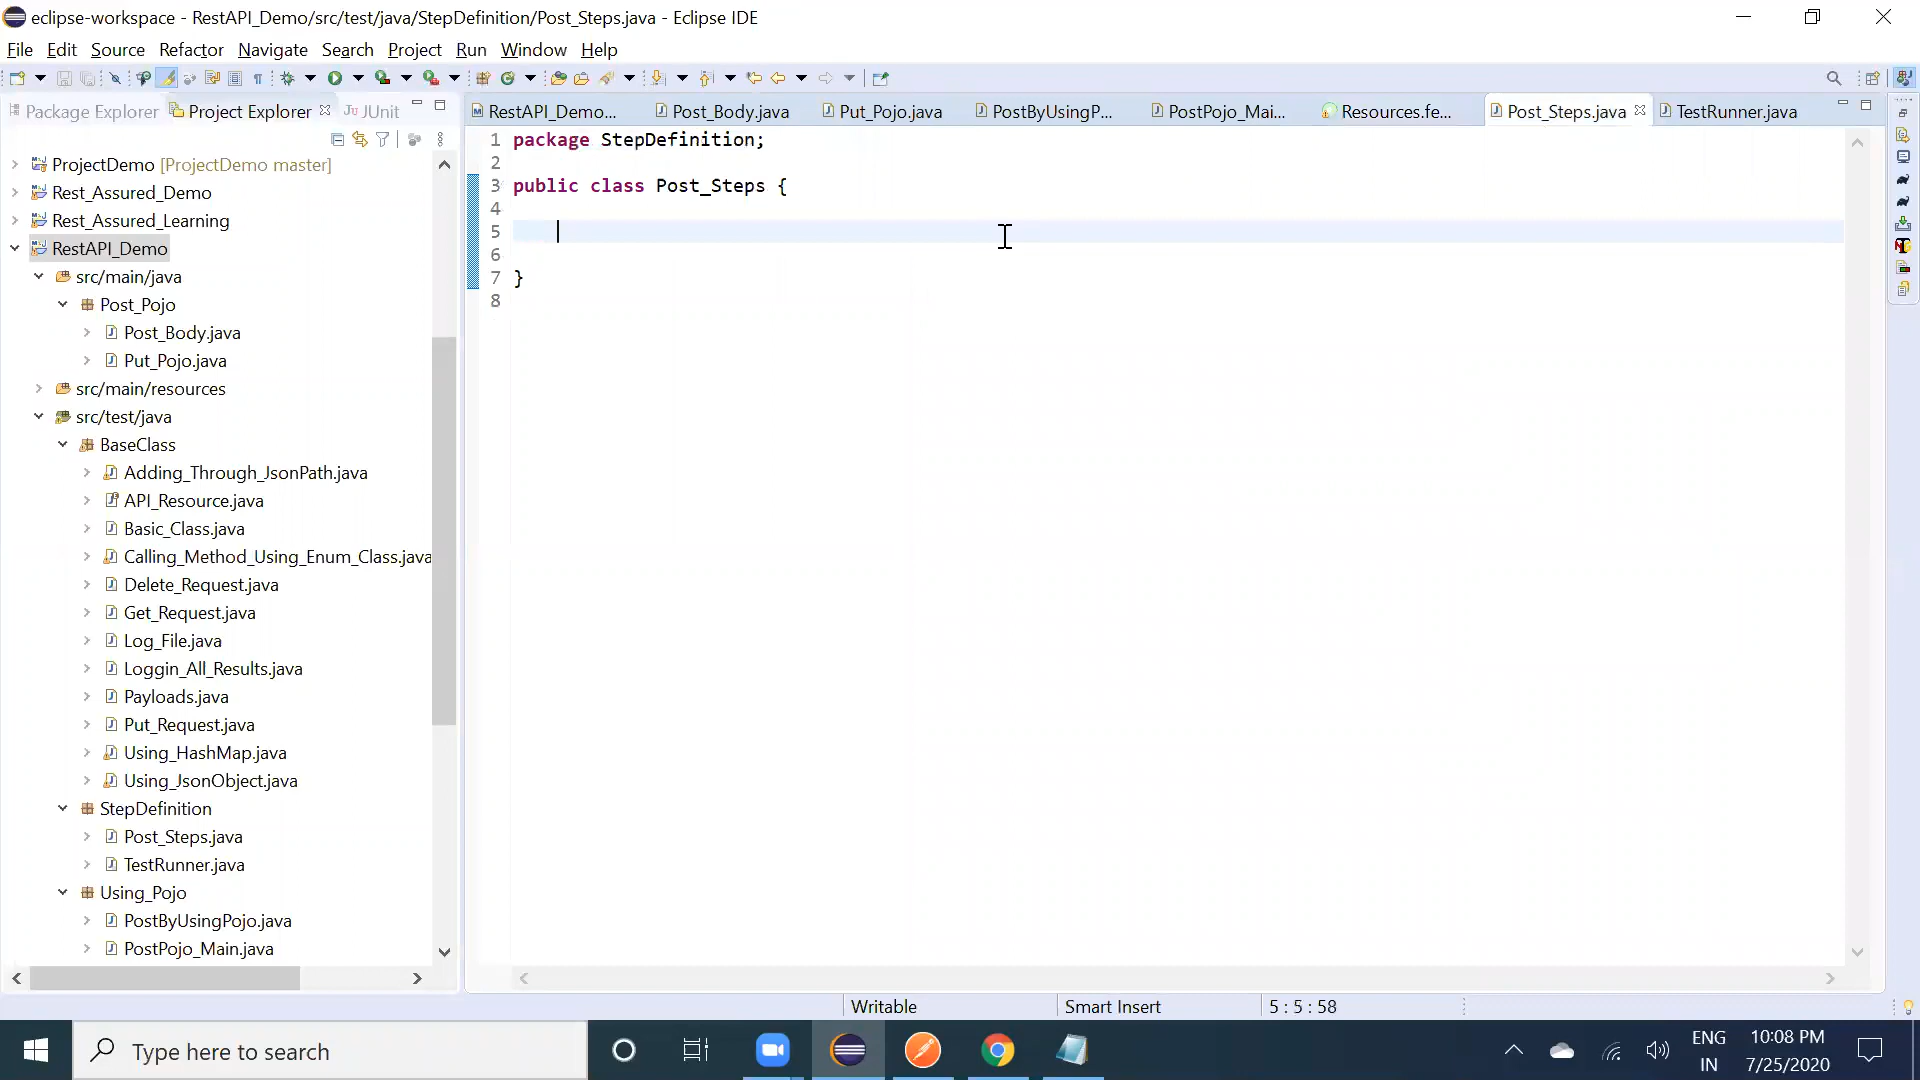 eclipse-workspace - RestAPI_Demo/src/test/java/StepDefinition/Post_Steps.java - Eclipse IDE
File Edit Source Refactor Navigate Search Project Run Window Help
Package Explorer Project Explorer JUnit
RestAPI_Demo... Post_Body.java Put_Pojo.java PostByUsingP... PostPojo_Mai... Resources.fe... Post_Steps.java TestRunner.java
ProjectDemo [ProjectDemo master]
Rest_Assured_Demo
Rest_Assured_Learning
RestAPI_Demo
src/main/java
Post_Pojo
Post_Body.java
Put_Pojo.java
src/main/resources
src/test/java
BaseClass
Adding_Through_JsonPath.java
API_Resource.java
Basic_Class.java
Calling_Method_Using_Enum_Class.java
Delete_Request.java
Get_Request.java
Log_File.java
Loggin_All_Results.java
Payloads.java
Put_Request.java
Using_HashMap.java
Using_JsonObject.java
StepDefinition
Post_Steps.java
TestRunner.java
Using_Pojo
PostByUsingPojo.java
PostPojo_Main.java
1 package StepDefinition;
2
3 public class Post_Steps {
4
5
6
7 }
8
Writable Smart Insert 5 : 5 : 58
Type here to search
ENG
IN
10:08 PM
7/25/2020